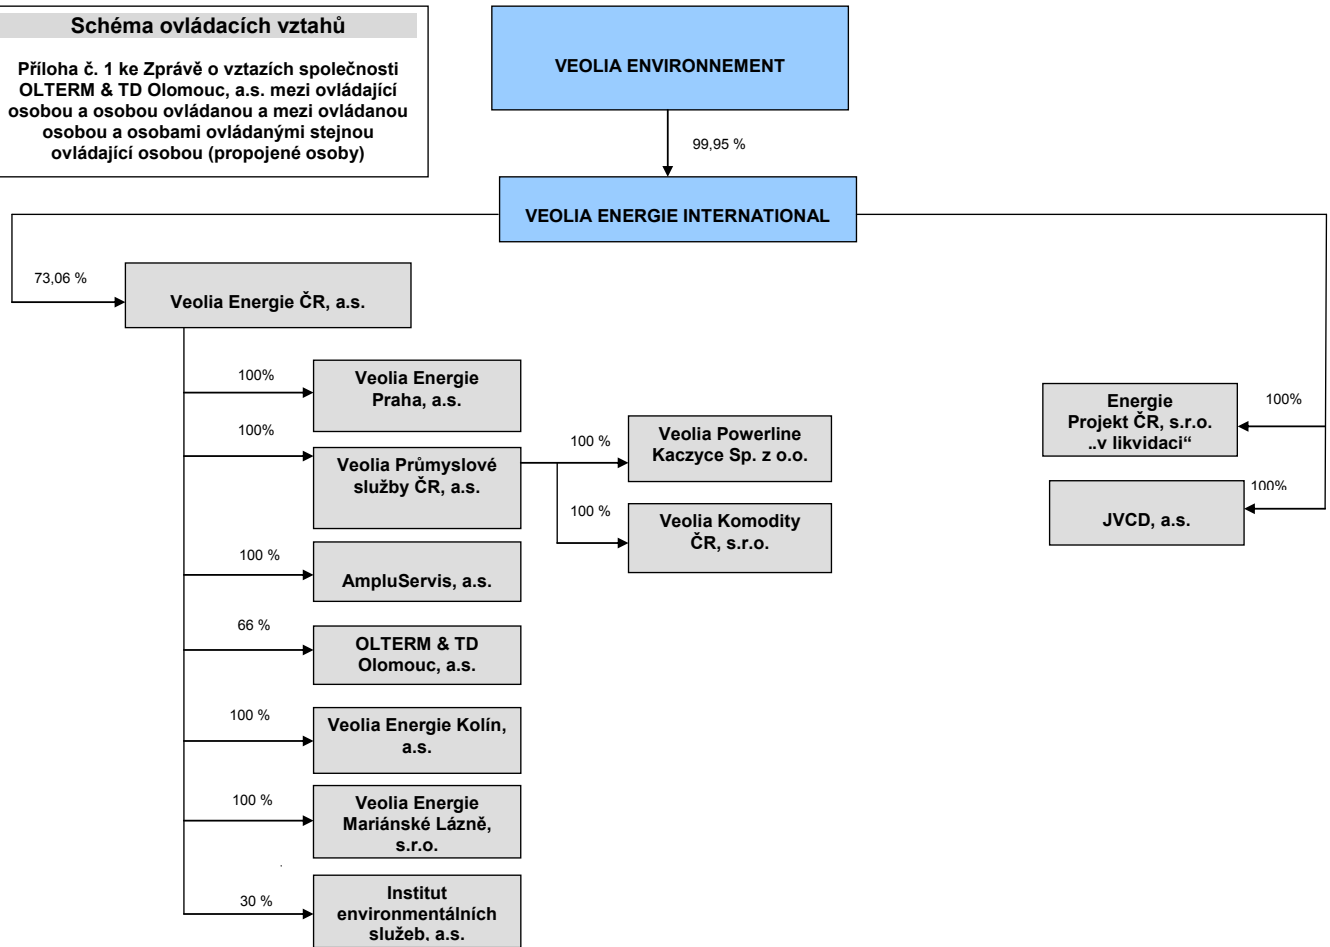 Schéma ovládacích vztahů
Příloha č. 1 ke Zprávě o vztazích společnosti
OLTERM & TD Olomouc, a.s. mezi ovládající
osobou a osobou ovládanou a mezi ovládanou
osobou a osobami ovládanými stejnou
ovládající osobou (propojené osoby)
VEOLIA ENVIRONNEMENT
99,95 %
VEOLIA ENERGIE INTERNATIONAL
73,06 %
Veolia Energie ČR, a.s.
100%
Veolia Energie
Praha, a.s.
100%
Veolia Průmyslové
služby ČR, a.s.
100 %
Veolia Powerline
Kaczyce Sp. z o.o.
100 %
Veolia Komodity
ČR, s.r.o.
100 %
AmpluServis, a.s.
66 %
OLTERM & TD
Olomouc, a.s.
100 %
Veolia Energie Kolín,
a.s.
100 %
Veolia Energie
Mariánské Lázně,
s.r.o.
30 %
Institut
environmentálních
služeb, a.s.
Energie
Projekt ČR, s.r.o.
„v likvidaci“
100%
JVCD, a.s.
100%